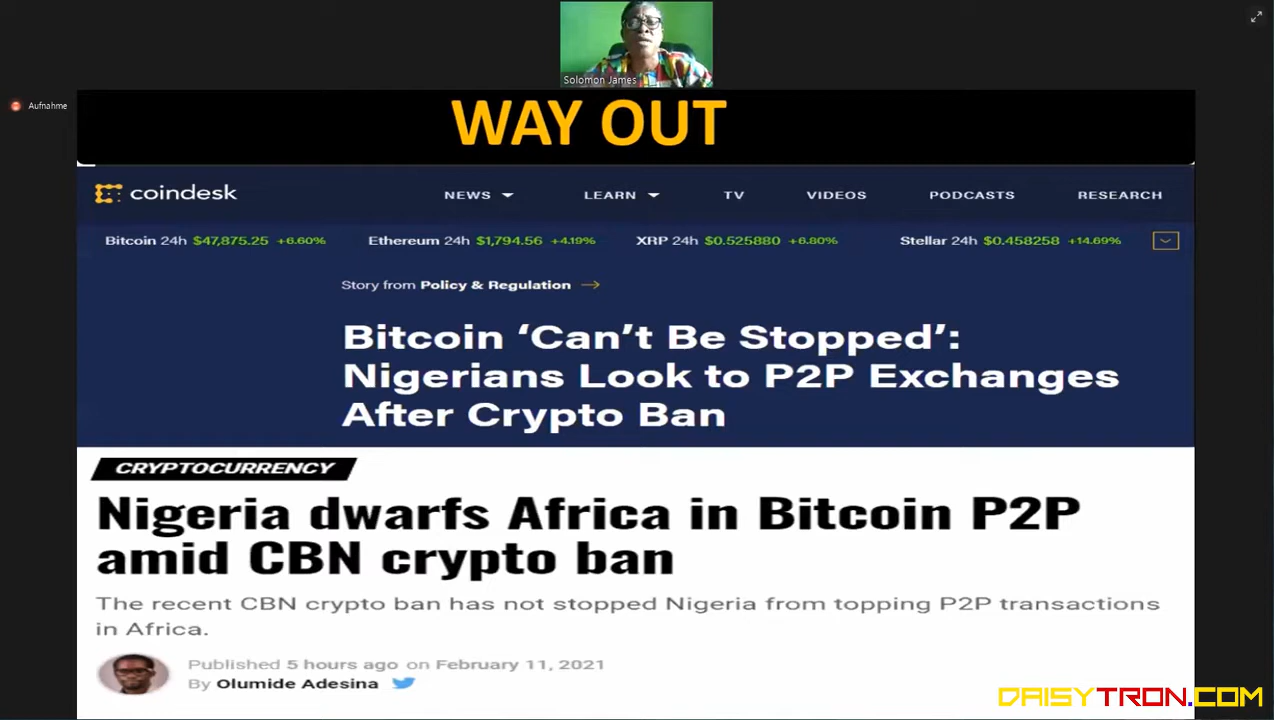 Solomon James
Aufnahme
WAY OUT
coindesk
NEWS LEARN TV VIDEOS PODCASTS RESEARCH
Bitcoin 24h $47,875.25 +6.60% Ethereum 24h $1,794.56 +4.19% XRP 24h $0.525880 +6.80% Stellar 24h $0.458258 +14.69%
Story from Policy & Regulation →
Bitcoin ‘Can’t Be Stopped’:
Nigerians Look to P2P Exchanges
After Crypto Ban
CRYPTOCURRENCY
Nigeria dwarfs Africa in Bitcoin P2P
amid CBN crypto ban
The recent CBN crypto ban has not stopped Nigeria from topping P2P transactions
in Africa.
Published 5 hours ago on February 11, 2021
By Olumide Adesina
DAISYTRON.COM